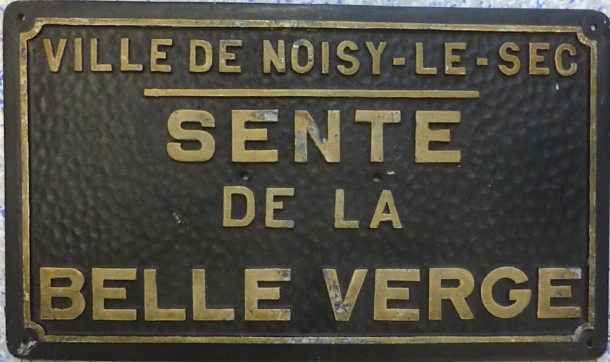 VILLE DE NOISY-LE-SEC
SENTE
DE LA
BELLE VERGE